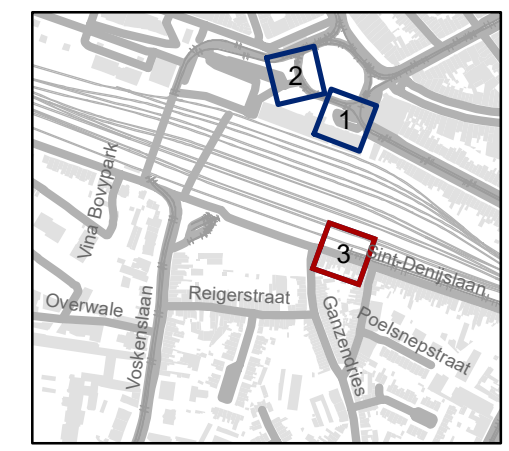 2
1
Vina Bovypark
3
Sint-Denijslaan
Reigerstraat
Overwale
Voskenslaan
Ganzendries
Poelsnepstraat